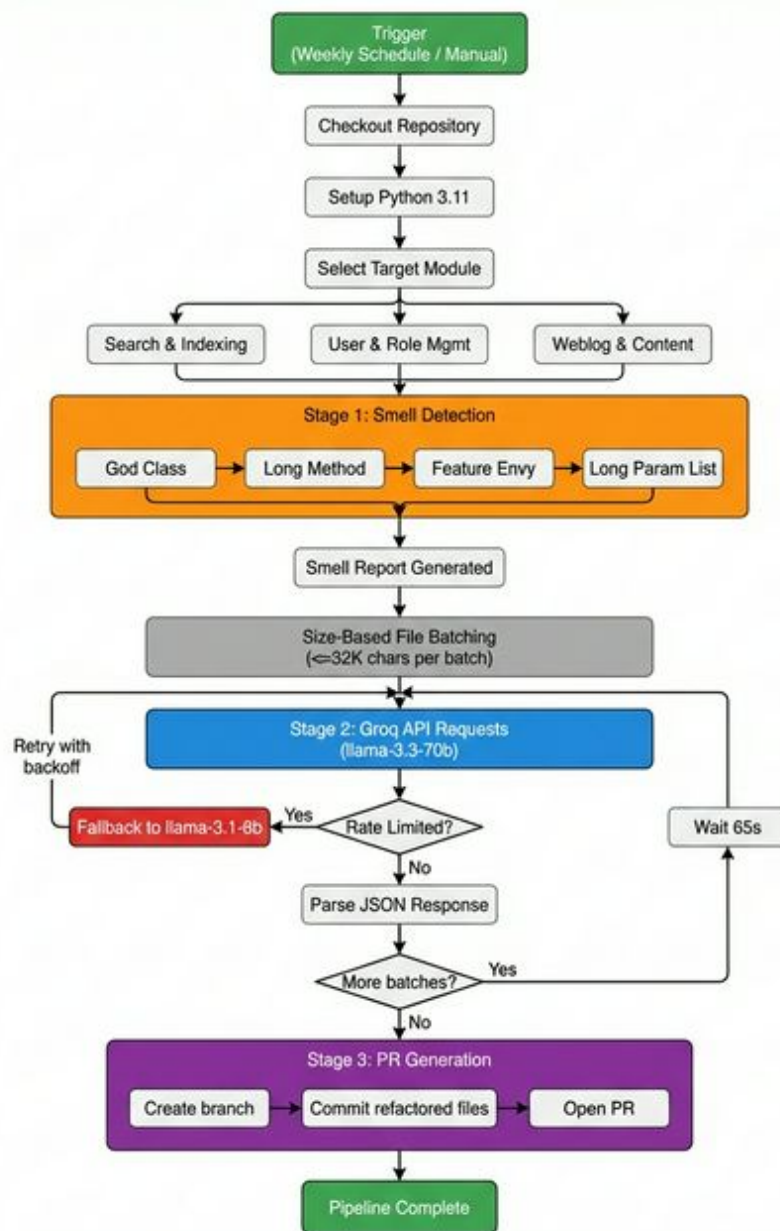 Trigger
(Weekly Schedule / Manual)
Checkout Repository
Setup Python 3.11
Select Target Module
Search & Indexing
User & Role Mgmt
Weblog & Content
Stage 1: Smell Detection
God Class
Long Method
Feature Envy
Long Param List
Smell Report Generated
Size-Based File Batching
(<=32K chars per batch)
Stage 2: Groq API Requests
(llama-3.3-70b)
Retry with
backoff
Fallback to llama-3.1-8b
Yes
Rate Limited?
Wait 65s
No
Parse JSON Response
More batches?
Yes
No
Stage 3: PR Generation
Create branch
Commit refactored files
Open PR
Pipeline Complete